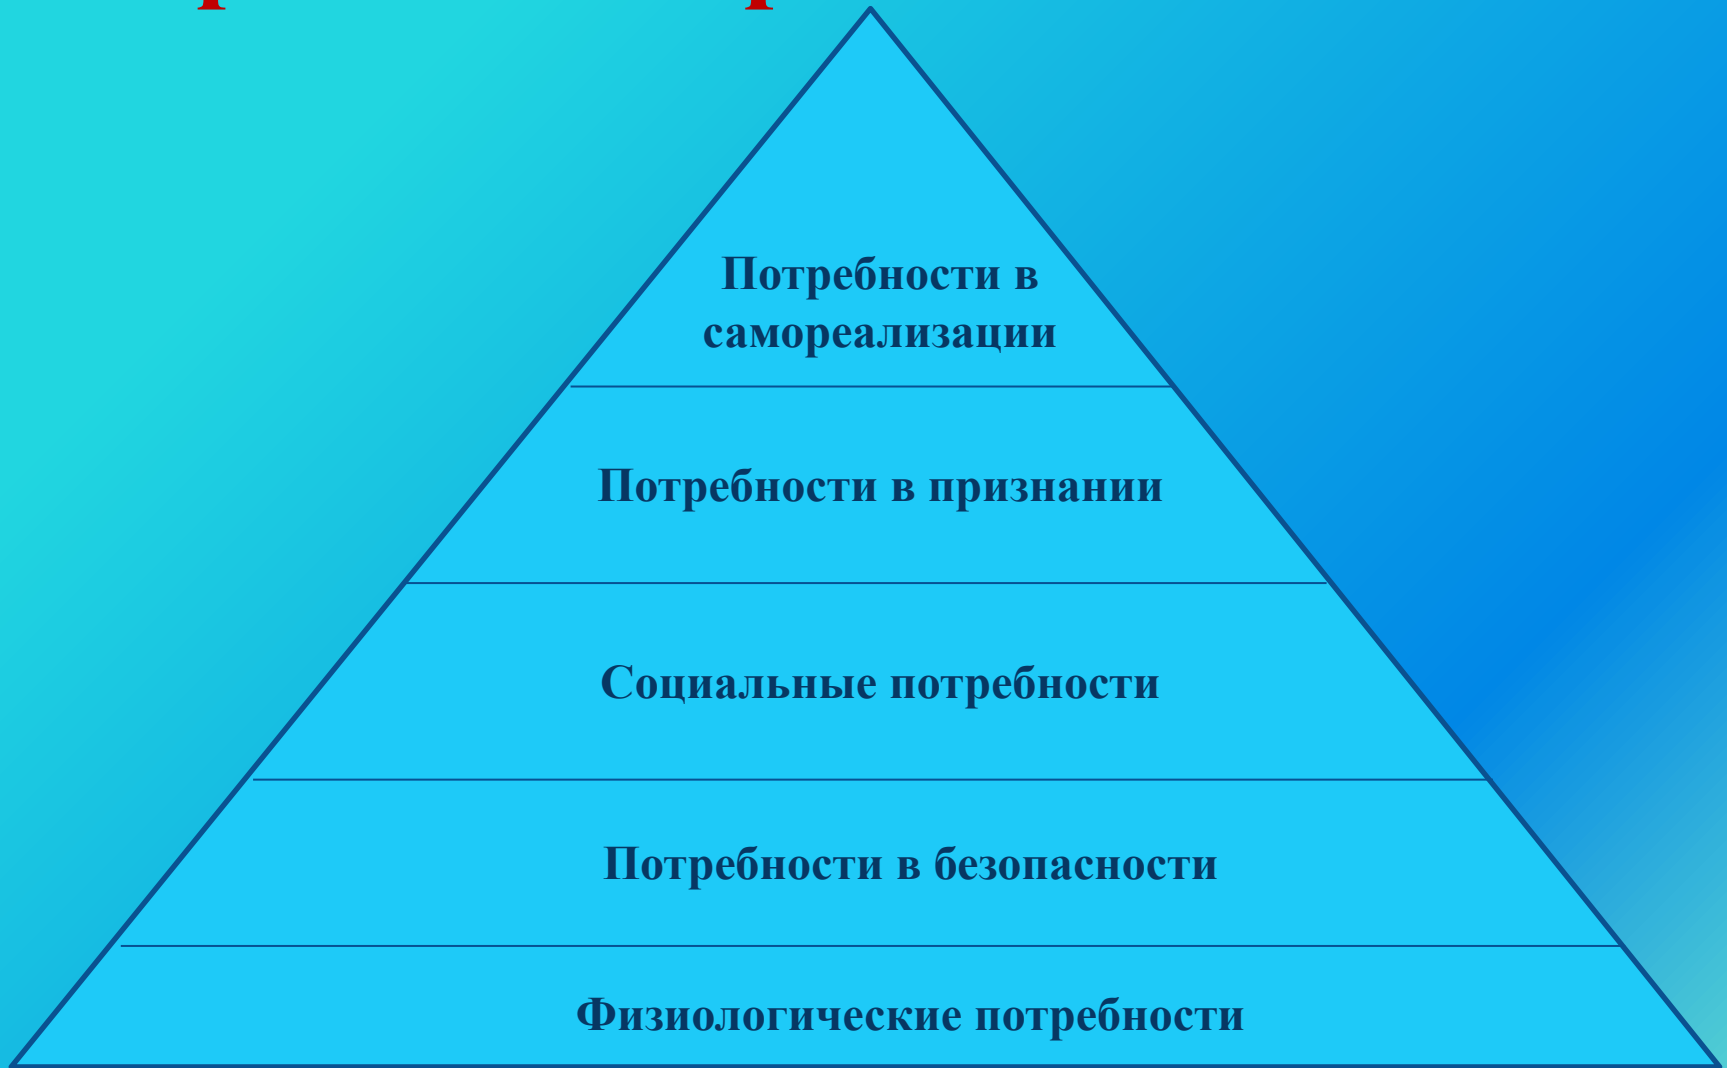 Потребности в
самореализации
Потребности в признании
Социальные потребности
Потребности в безопасности
Физиологические потребности